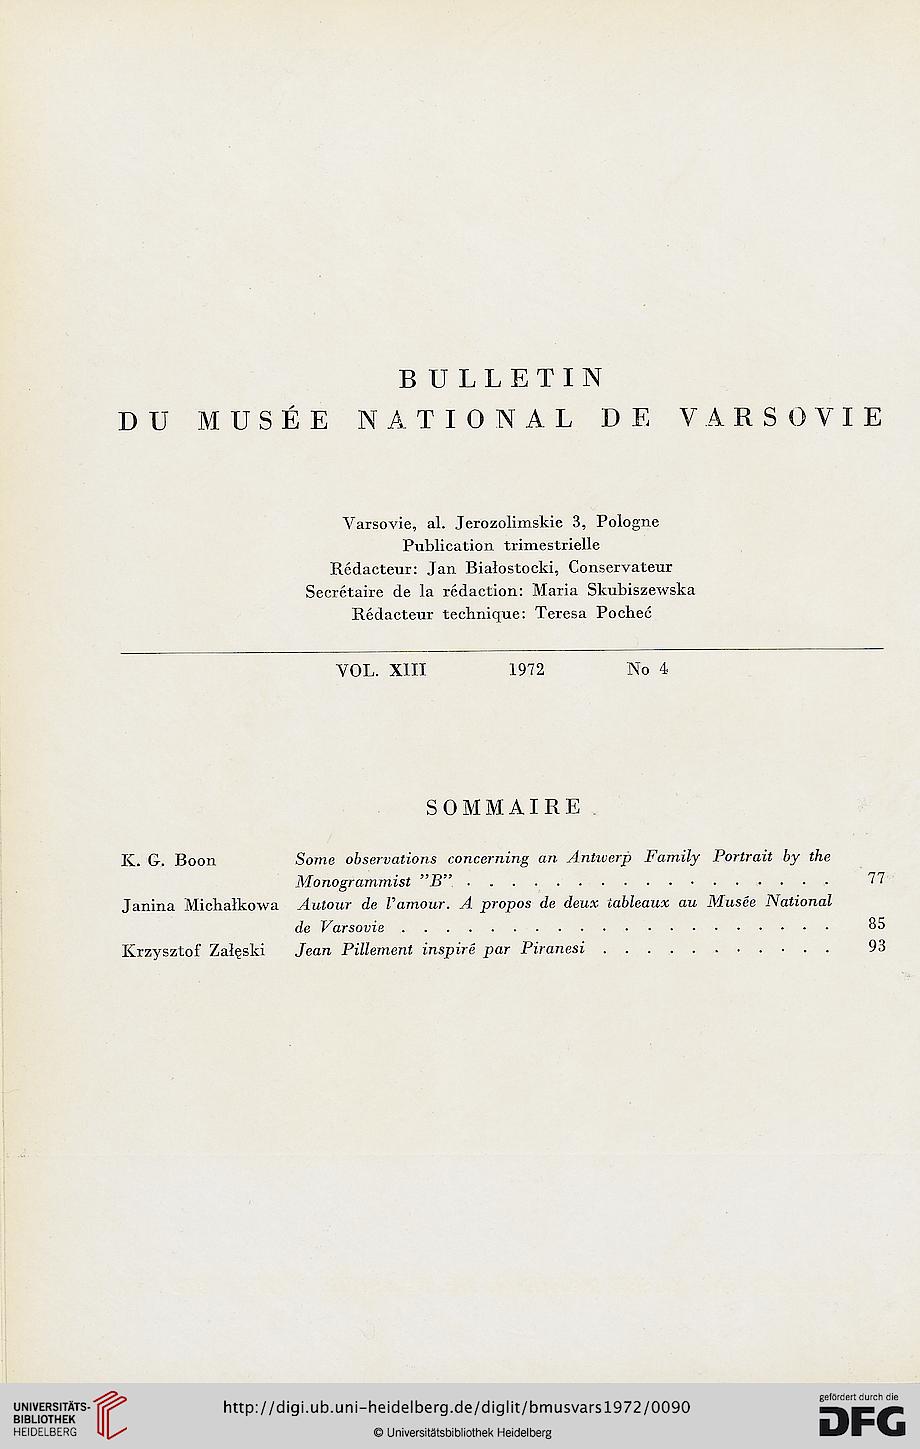 BULLETIN
DU MUSÉE NATIONAL DE VARSOVIE
Varsovie, al. Jerozolimskie 3, Pologne
Publication trimestrielle
Rédacteur: Jan Białostocki, Conservateur
Secrétaire de la rédaction: Maria Skubiszewska
Rédacteur technique: Teresa Pocheć
VOL. XIII 1972 No 4
SOMMAIRE
K. G. Boon Some observations concerning an Antwerp Family Portrait by the
Monogrammist ”B” . . . . . . . . . . . . . . . . . 77
Janina Michałkowa Autour de l'amour. A propos de deux tableaux au Musée National
de Varsovie . . . . . . . . . . . . . . . . . . . . 85
Krzysztof Załęski Jean Pillement inspiré par Piranesi . . . . . . . . . . . 93
UNIVERSITÄTS-
BIBLIOTHEK
HEIDELBERG
http://digi.ub.uni-heidelberg.de/diglit/bmusvars1972/0090
© Universitätsbibliothek Heidelberg
gefördert durch die
DFG